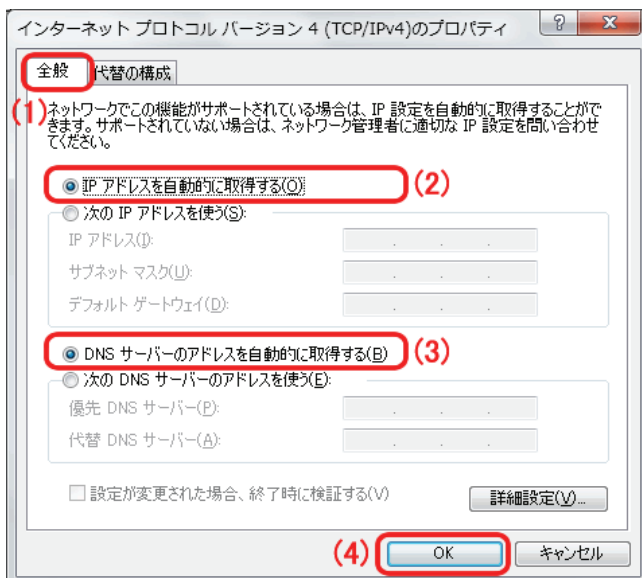 インターネット プロトコル バージョン 4 (TCP/IPv4)のプロパティ
全般 代替の構成
(1)
ネットワークでこの機能がサポートされている場合は、IP 設定を自動的に取得することがで
きます。サポートされていない場合は、ネットワーク管理者に適切な IP 設定を問い合わせ
てください。
IP アドレスを自動的に取得する(O) (2)
次の IP アドレスを使う(S):
IP アドレス(I):
サブネット マスク(U):
デフォルト ゲートウェイ(D):
DNS サーバーのアドレスを自動的に取得する(B) (3)
次の DNS サーバーのアドレスを使う(E):
優先 DNS サーバー(P):
代替 DNS サーバー(A):
設定が変更された場合、終了時に検証する(V)
詳細設定(V)...
(4) OK キャンセル